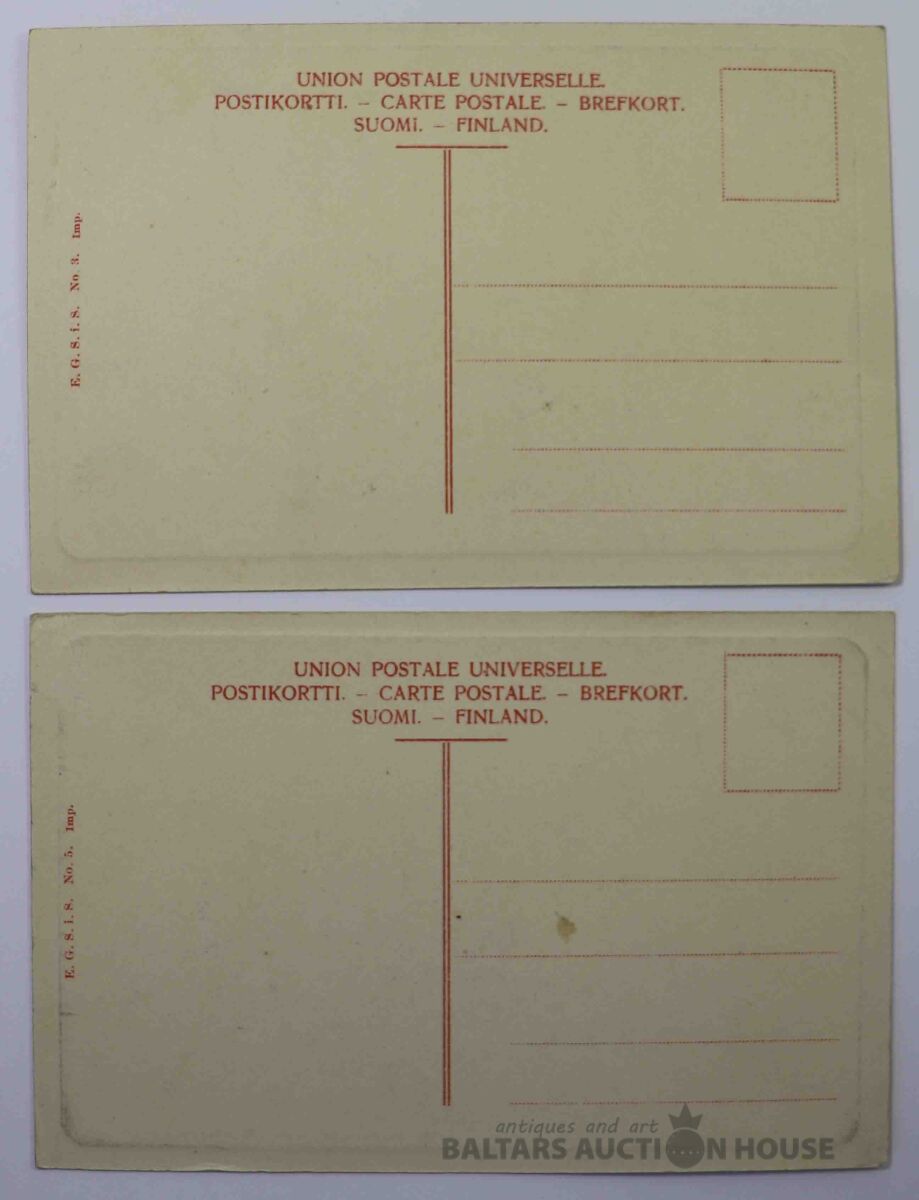 UNION POSTALE UNIVERSELLE.
POSTIKORTTI. – CARTE POSTALE. – BREFKORT.
SUOMI. – FINLAND.
E. G. S. i. S. No. 3. Imp.
UNION POSTALE UNIVERSELLE.
POSTIKORTTI. – CARTE POSTALE. – BREFKORT.
SUOMI. – FINLAND.
E. G. S. i. S. No. 5. Imp.
antiques and art
BALTARS AUCTION HOUSE